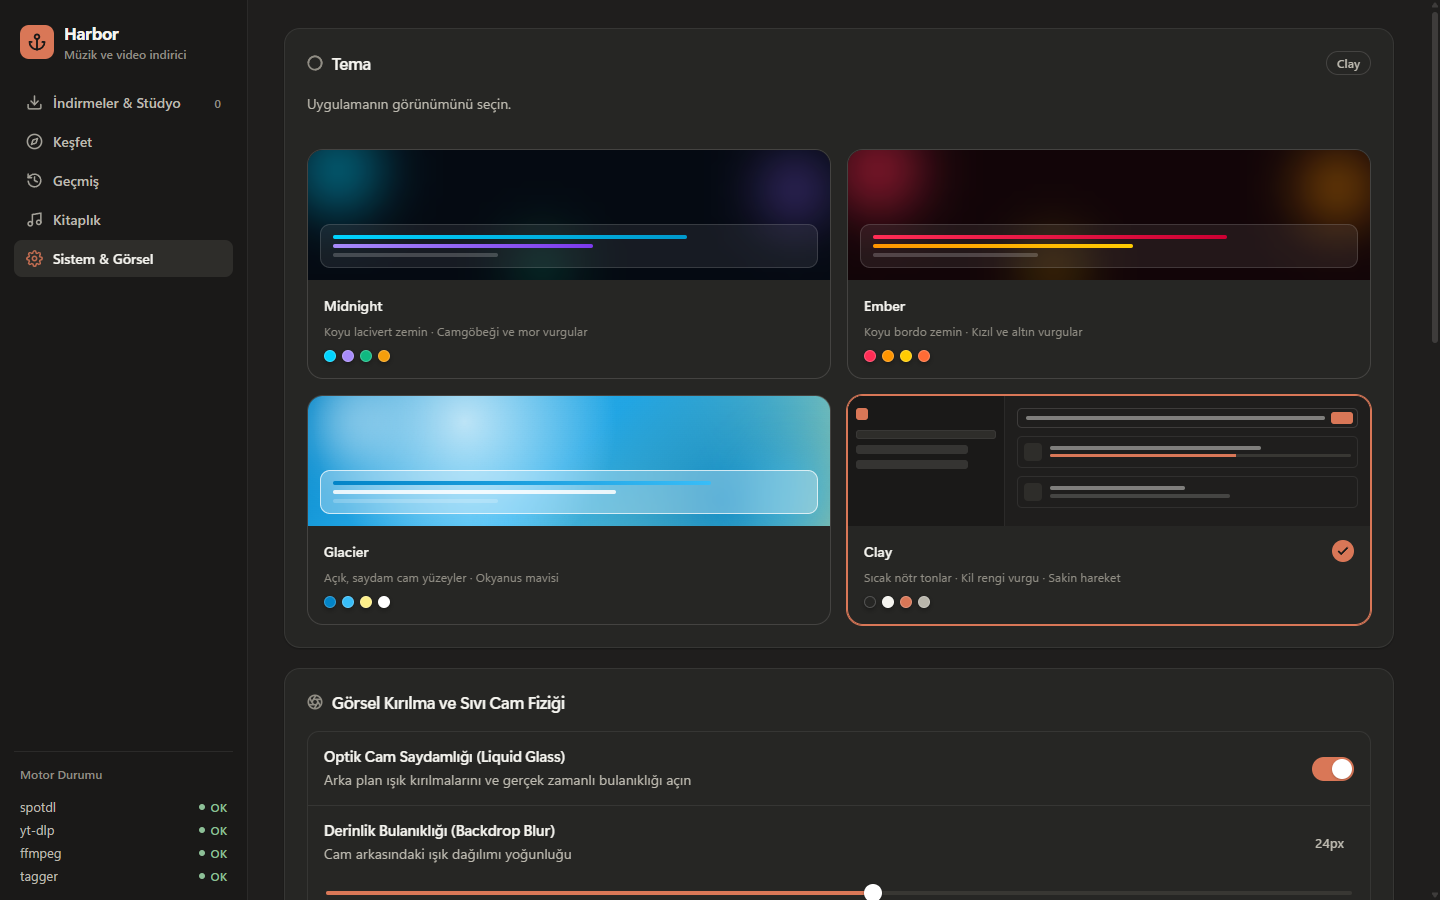 Harbor
Müzik ve video indirici
İndirmeler & Stüdyo 0
Keşfet
Geçmiş
Kitaplık
Sistem & Görsel
Motor Durumu
spotdl OK
yt-dlp OK
ffmpeg OK
tagger OK
Tema Clay
Uygulamanın görünümünü seçin.
Midnight
Koyu lacivert zemin · Camgöbeği ve mor vurgular
Ember
Koyu bordo zemin · Kızıl ve altın vurgular
Glacier
Açık, saydam cam yüzeyler · Okyanus mavisi
Clay
Sıcak nötr tonlar · Kil rengi vurgu · Sakin hareket
Görsel Kırılma ve Sıvı Cam Fiziği
Optik Cam Saydamlığı (Liquid Glass)
Arka plan ışık kırılmalarını ve gerçek zamanlı bulanıklığı açın
Derinlik Bulanıklığı (Backdrop Blur)
Cam arkasındaki ışık dağılımı yoğunluğu
24px